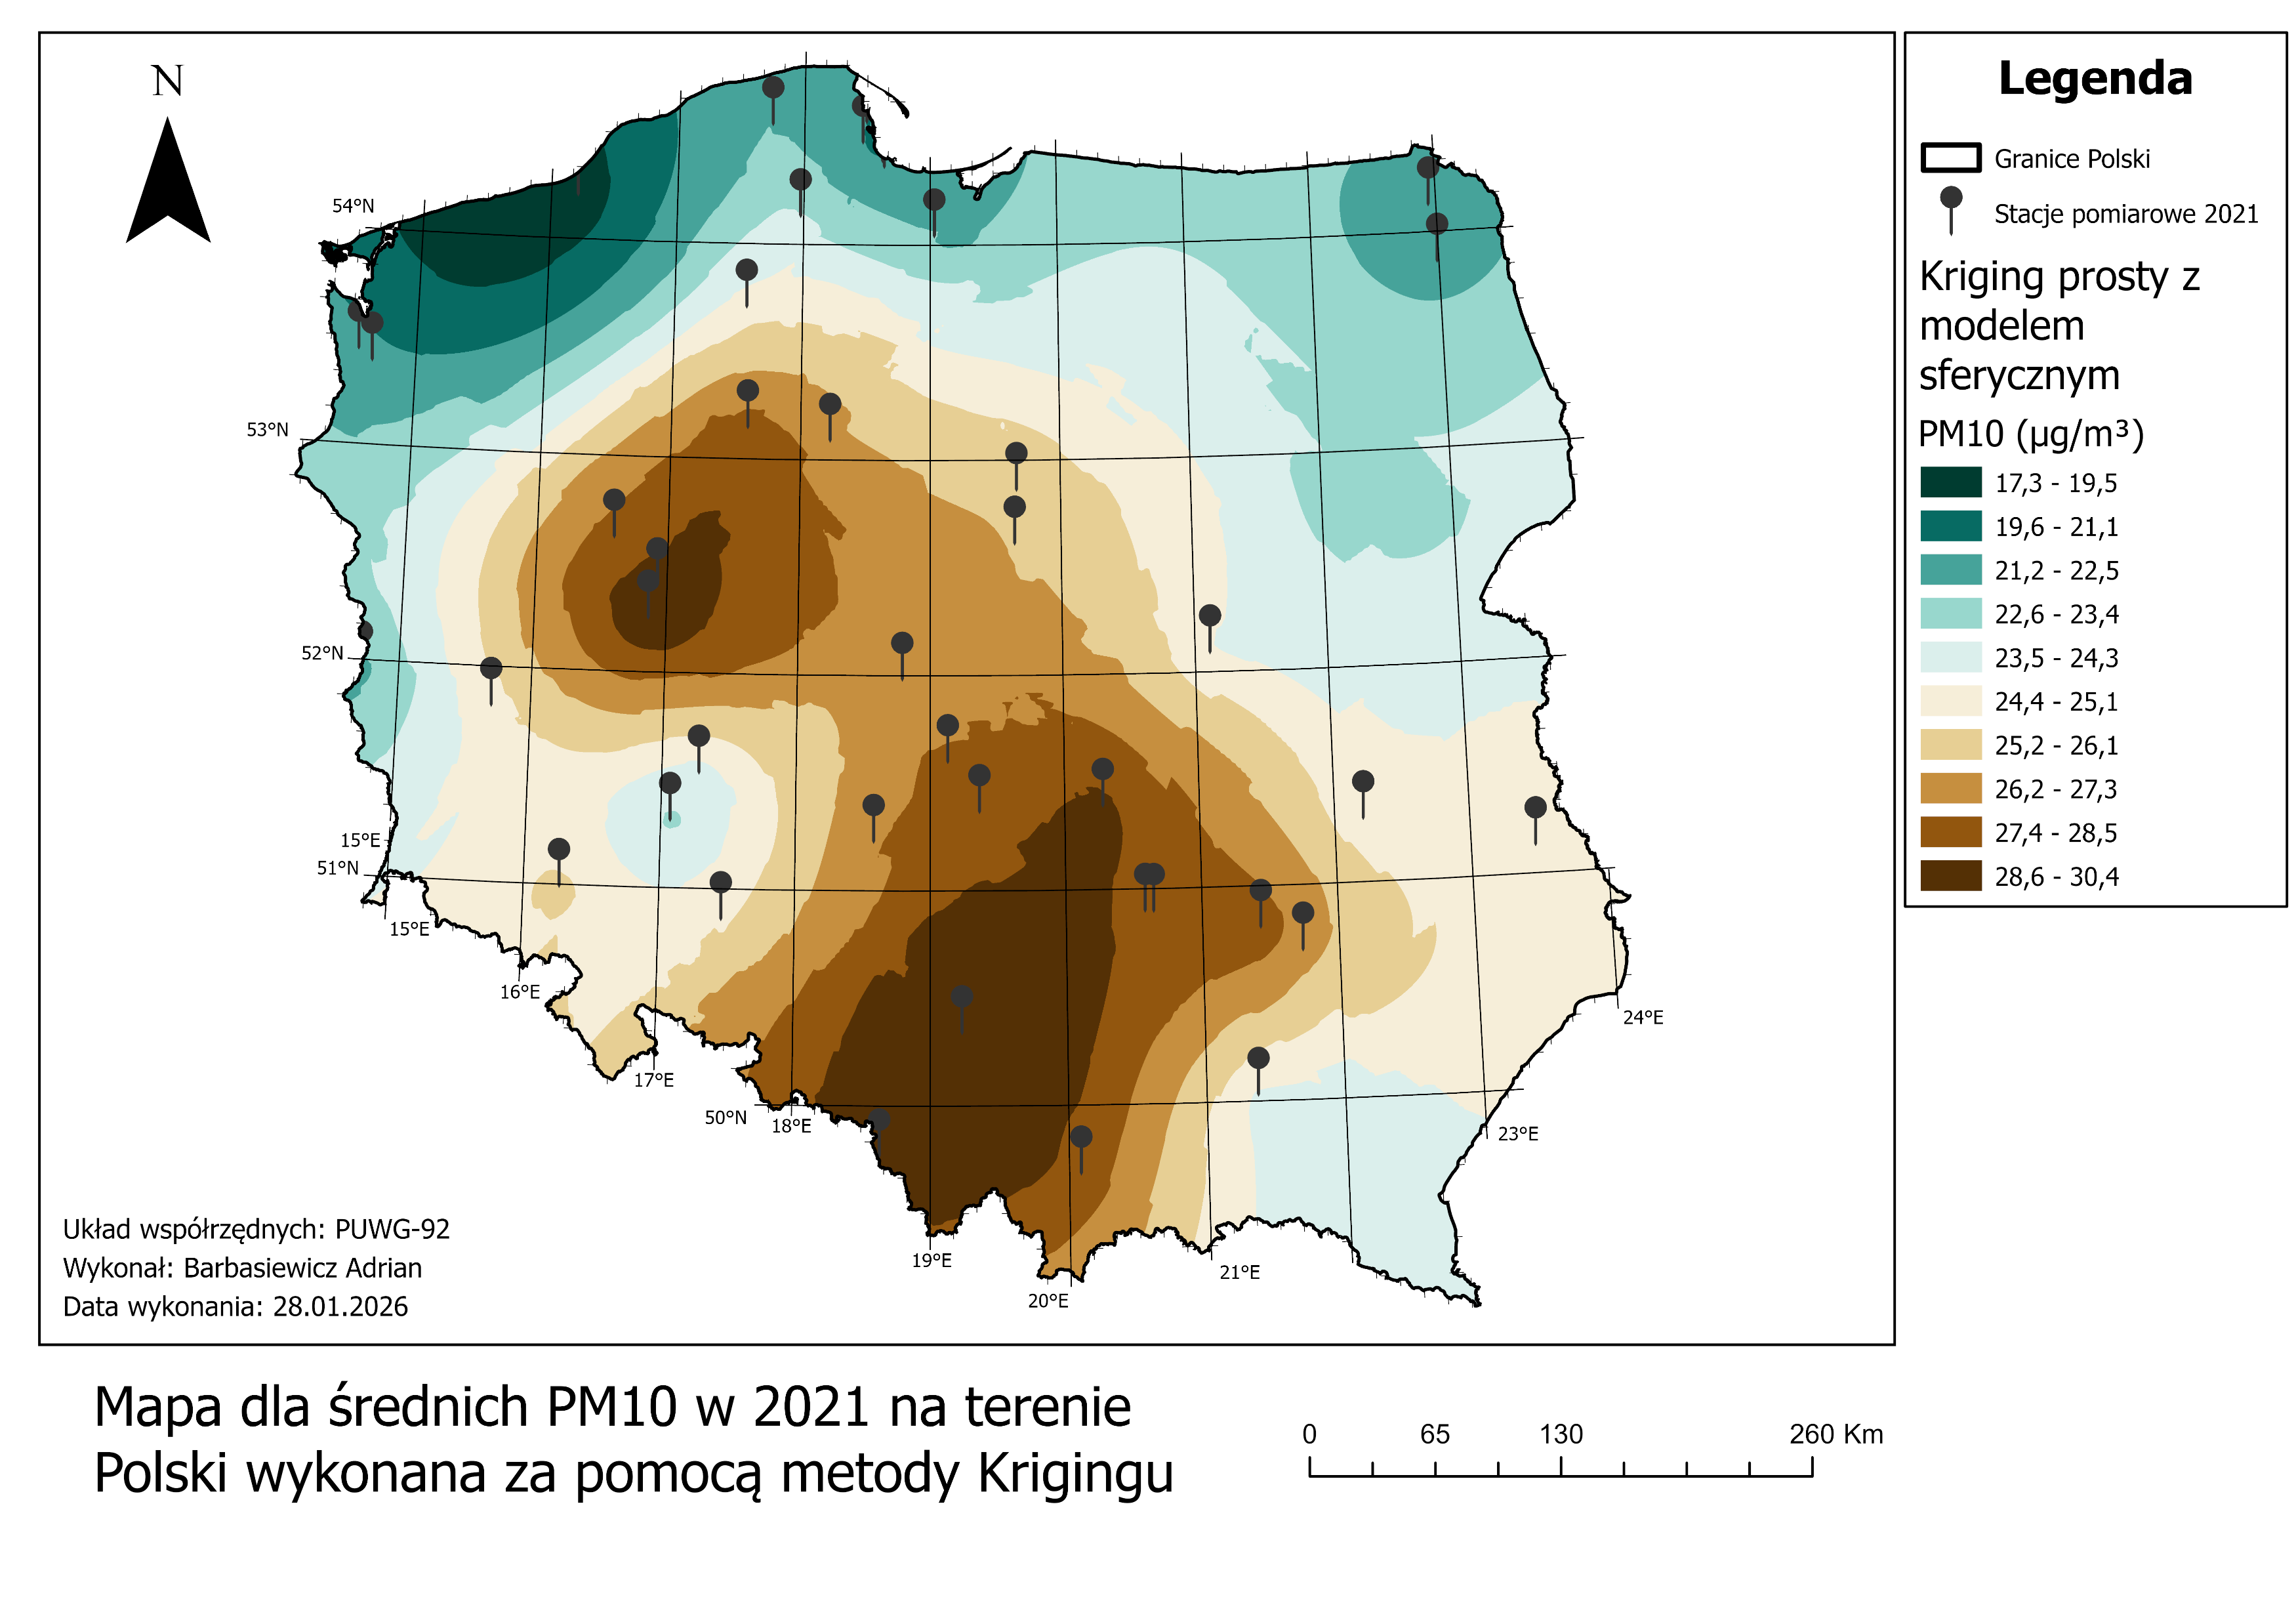 N
54°N
53°N
52°N
15°E
51°N
15°E
16°E
17°E
50°N
18°E
19°E
20°E
21°E
23°E
24°E
Układ współrzędnych: PUWG-92
Wykonał: Barbasiewicz Adrian
Data wykonania: 28.01.2026
Legenda
Granice Polski
Stacje pomiarowe 2021
Kriging prosty z
modelem
sferycznym
PM10 (µg/m³)
17,3 - 19,5
19,6 - 21,1
21,2 - 22,5
22,6 - 23,4
23,5 - 24,3
24,4 - 25,1
25,2 - 26,1
26,2 - 27,3
27,4 - 28,5
28,6 - 30,4
Mapa dla średnich PM10 w 2021 na terenie
Polski wykonana za pomocą metody Krigingu
0 65 130 260 Km